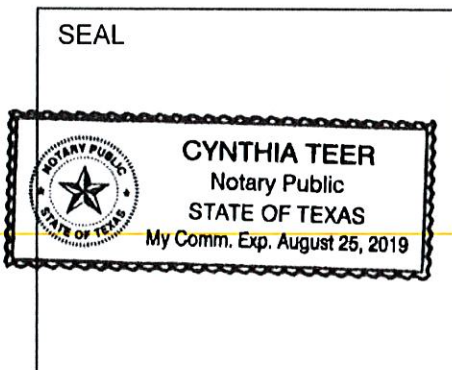 SEAL
NOTARY PUBLIC
STATE OF TEXAS
CYNTHIA TEER
Notary Public
STATE OF TEXAS
My Comm. Exp. August 25, 2019